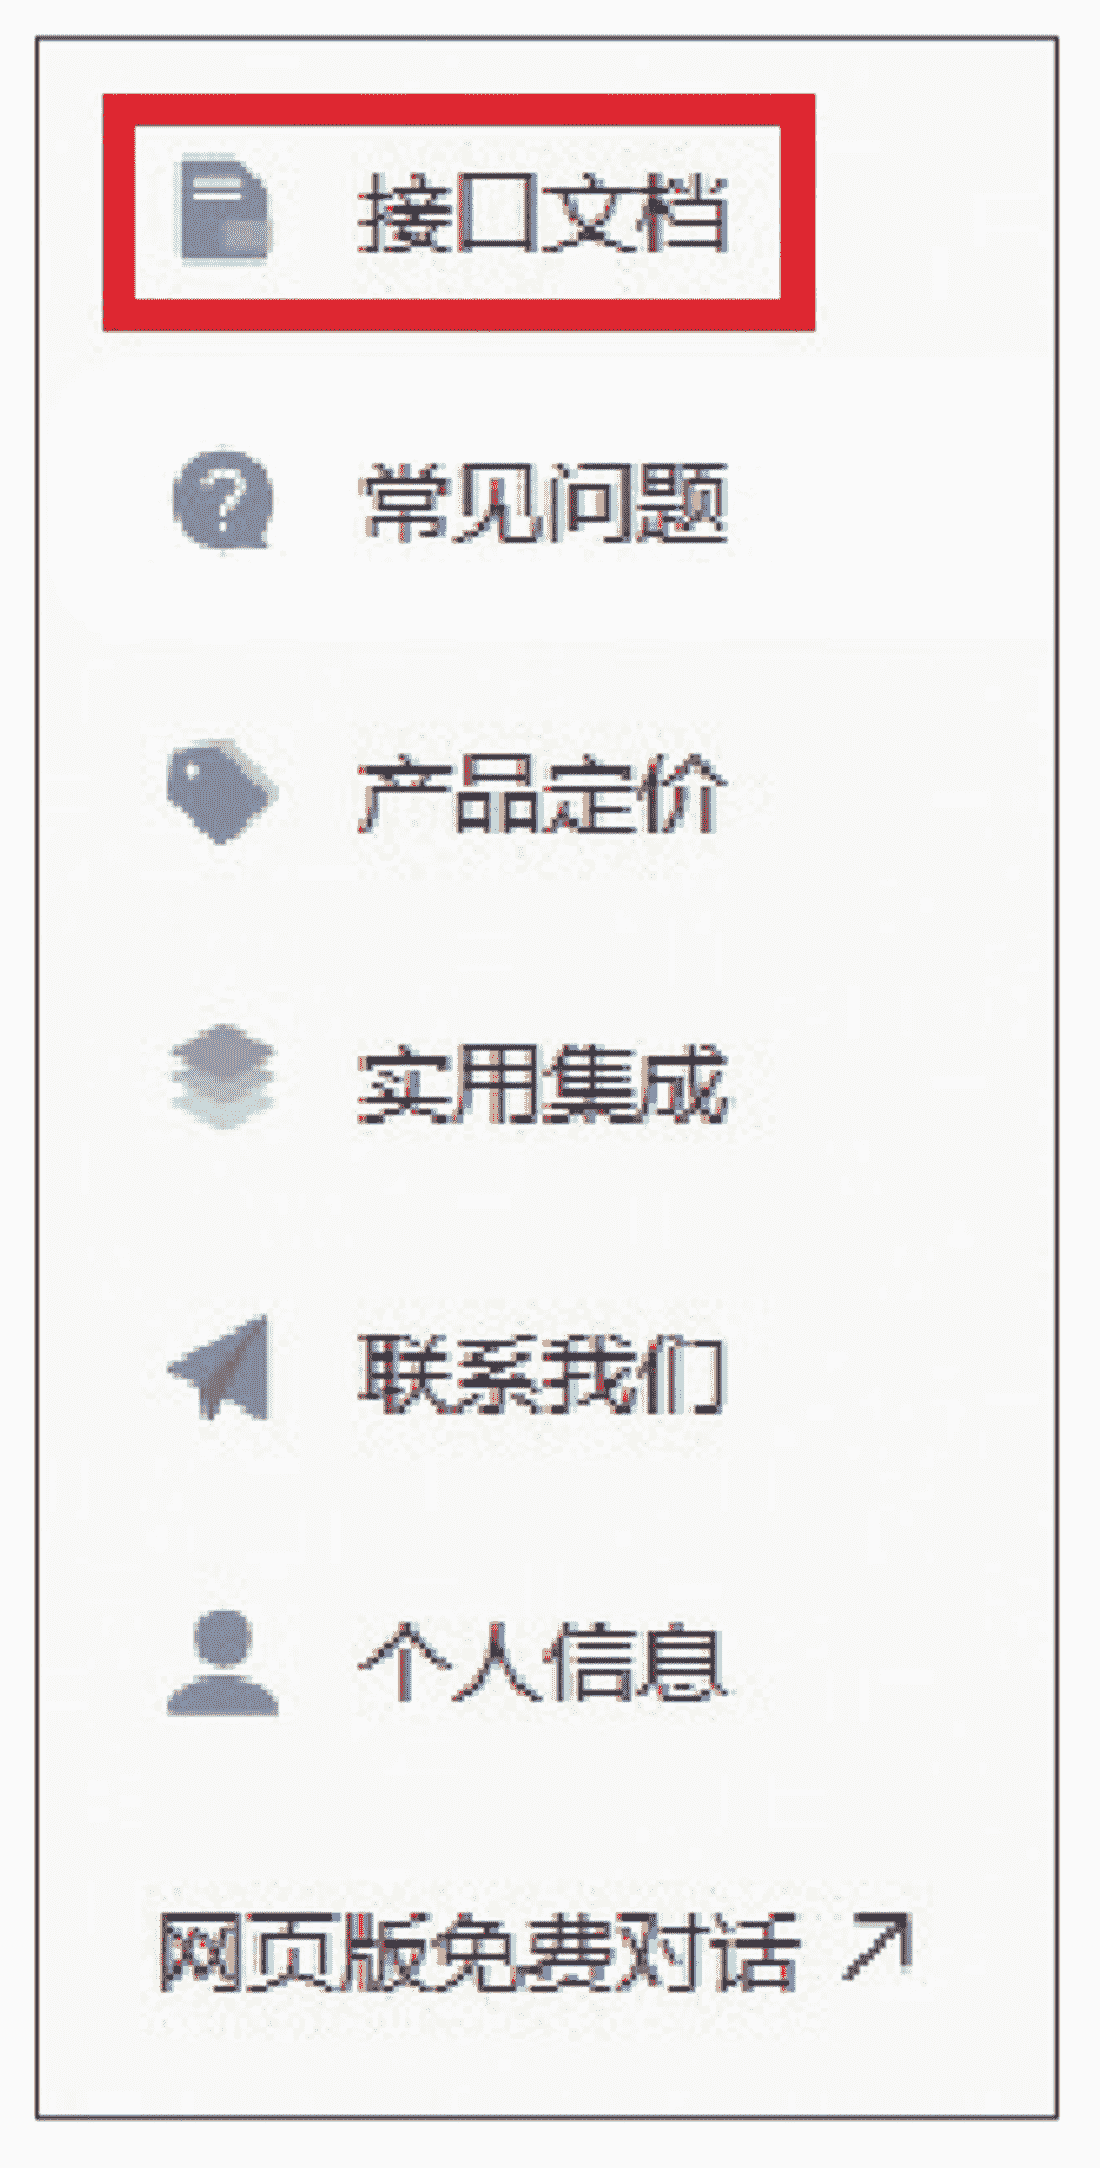 接口文档
常见问题
产品定价
实用集成
联系我们
个人信息
网页版免费对话 ↗